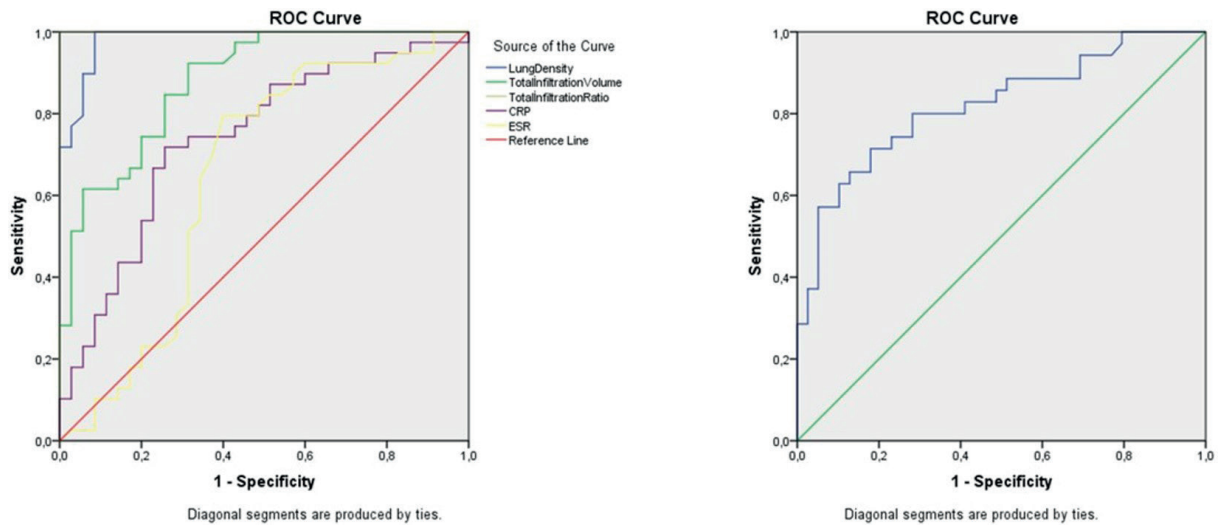 ROC Curve
Sensitivity
1,0
0,8
0,6
0,4
0,2
0,0
0,0 0,2 0,4 0,6 0,8 1,0
1 - Specificity
Diagonal segments are produced by ties.
Source of the Curve
LungDensity
TotalInfiltrationVolume
TotalInfiltrationRatio
CRP
ESR
Reference Line
ROC Curve
Sensitivity
1,0
0,8
0,6
0,4
0,2
0,0
0,0 0,2 0,4 0,6 0,8 1,0
1 - Specificity
Diagonal segments are produced by ties.